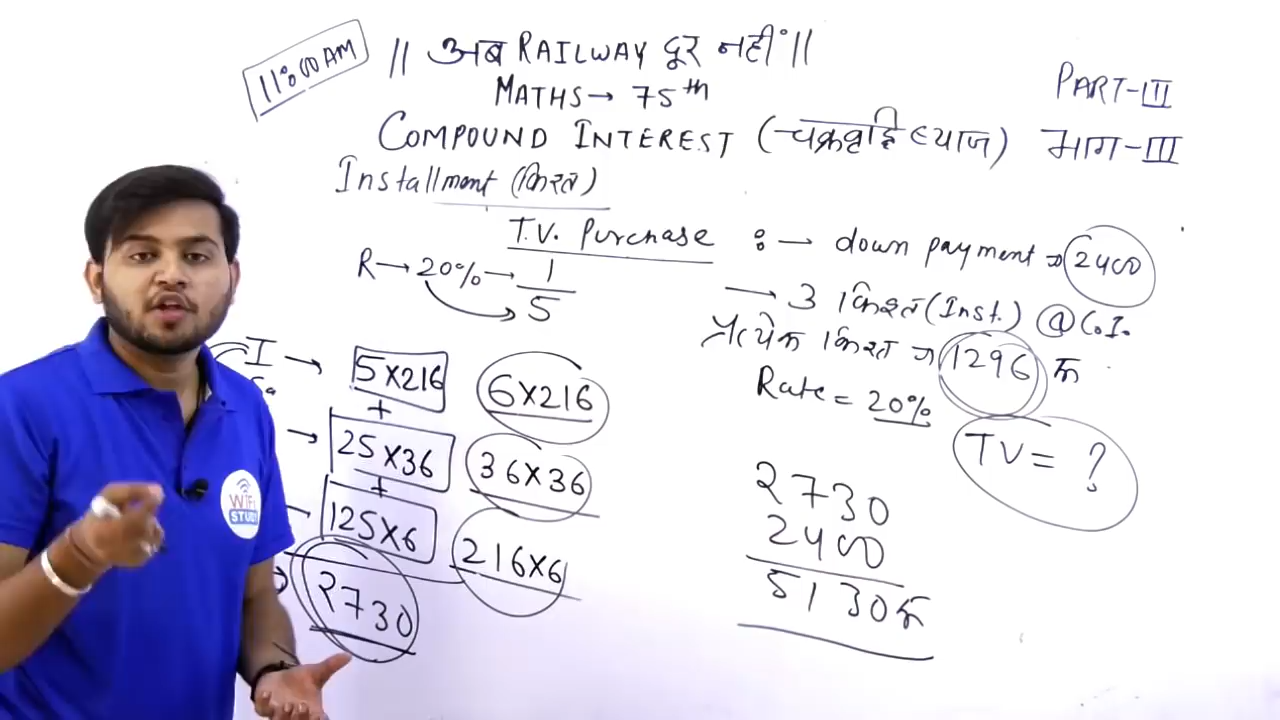 11:00 AM
|| अब RAILWAY दूर नहीं ||
MATHS → 75th
PART-III
COMPOUND INTEREST (चक्रवृद्धि ब्याज) भाग-III
Installment (किस्त)
T.V. Purchase : → down payment ⇒ 2400
R → 20% → 1/5
→ 3 किश्त (Inst.) @ C.I.
प्रत्येक किश्त ⇒ 1296 रु
Rate = 20%
TV = ?
I → 5×216 6×216
+
→ 25×36 36×36
+
125×6 216×6
2730
2730
2400
5130 रु
WiFi
STUDY